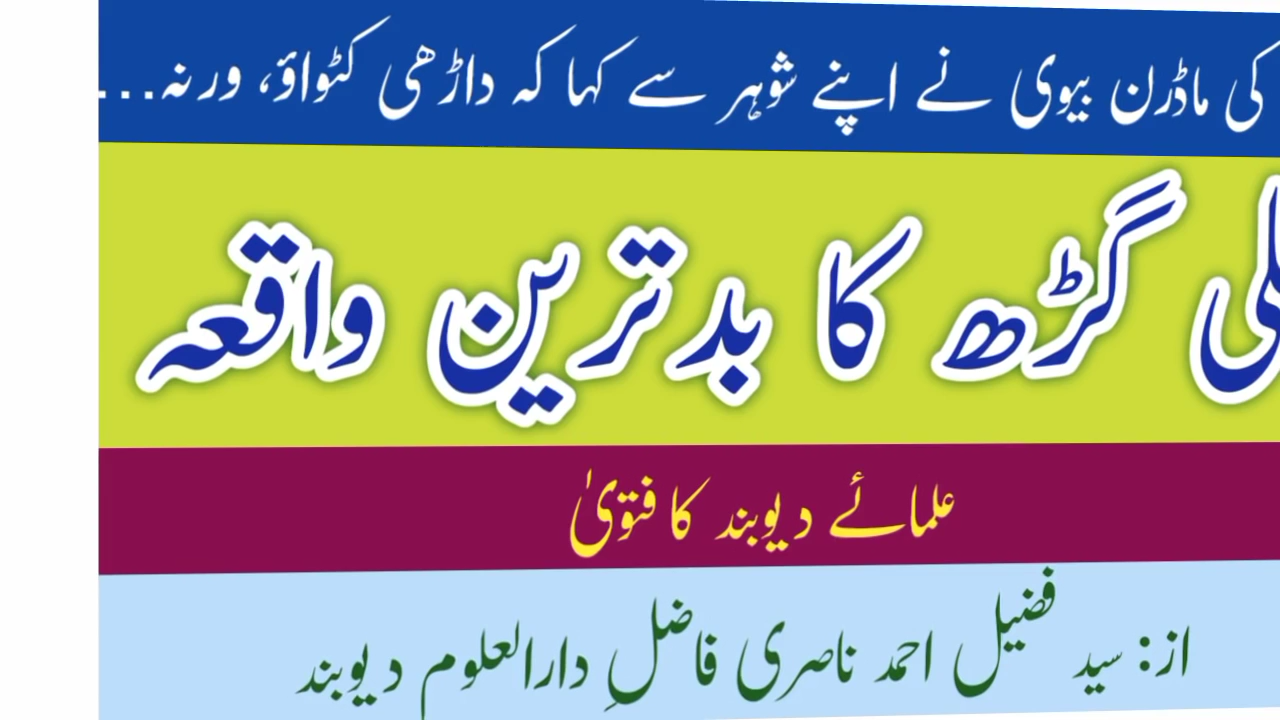 کی ماڈرن بیوی نے اپنے شوہر سے کہا کہ داڑھی کٹواؤ، ورنہ...
گڑھ کا بدترین واقعہ
علمائے دیوبند کا فتویٰ
از: سید فضیل احمد ناصری فاضلِ دارالعلوم دیوبند